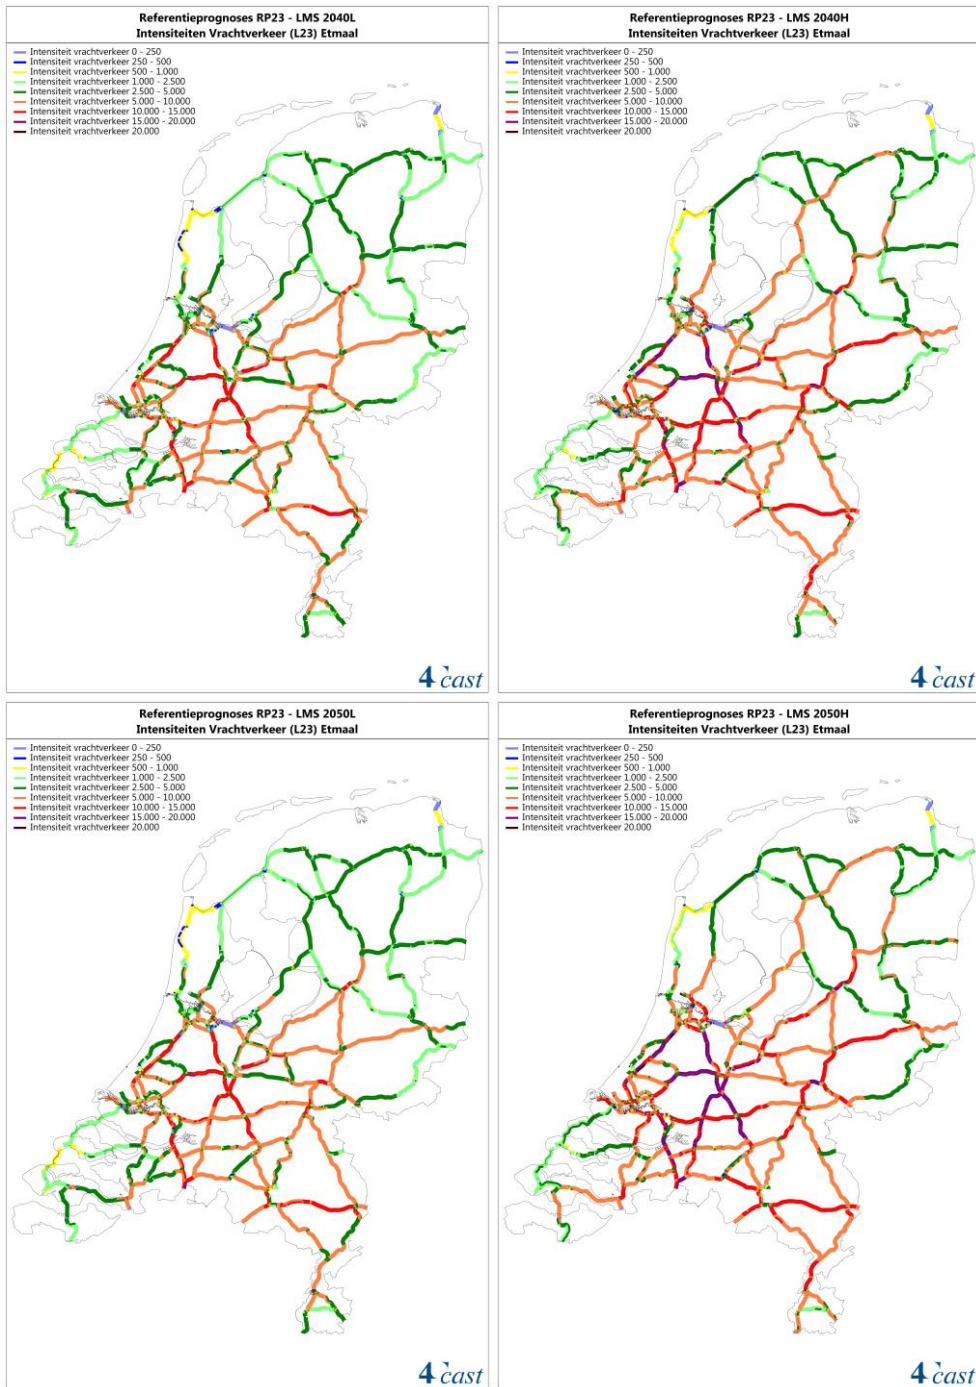 Referentieprognoses RP23 - LMS 2040L
Intensiteiten Vrachtverkeer (L23) Etmaal
Intensiteit vrachtverkeer 0 - 250
Intensiteit vrachtverkeer 250 - 500
Intensiteit vrachtverkeer 500 - 1.000
Intensiteit vrachtverkeer 1.000 - 2.500
Intensiteit vrachtverkeer 2.500 - 5.000
Intensiteit vrachtverkeer 5.000 - 10.000
Intensiteit vrachtverkeer 10.000 - 15.000
Intensiteit vrachtverkeer 15.000 - 20.000
Intensiteit vrachtverkeer 20.000
4cast
Referentieprognoses RP23 - LMS 2040H
Intensiteiten Vrachtverkeer (L23) Etmaal
Intensiteit vrachtverkeer 0 - 250
Intensiteit vrachtverkeer 250 - 500
Intensiteit vrachtverkeer 500 - 1.000
Intensiteit vrachtverkeer 1.000 - 2.500
Intensiteit vrachtverkeer 2.500 - 5.000
Intensiteit vrachtverkeer 5.000 - 10.000
Intensiteit vrachtverkeer 10.000 - 15.000
Intensiteit vrachtverkeer 15.000 - 20.000
Intensiteit vrachtverkeer 20.000
4cast
Referentieprognoses RP23 - LMS 2050L
Intensiteiten Vrachtverkeer (L23) Etmaal
Intensiteit vrachtverkeer 0 - 250
Intensiteit vrachtverkeer 250 - 500
Intensiteit vrachtverkeer 500 - 1.000
Intensiteit vrachtverkeer 1.000 - 2.500
Intensiteit vrachtverkeer 2.500 - 5.000
Intensiteit vrachtverkeer 5.000 - 10.000
Intensiteit vrachtverkeer 10.000 - 15.000
Intensiteit vrachtverkeer 15.000 - 20.000
Intensiteit vrachtverkeer 20.000
4cast
Referentieprognoses RP23 - LMS 2050H
Intensiteiten Vrachtverkeer (L23) Etmaal
Intensiteit vrachtverkeer 0 - 250
Intensiteit vrachtverkeer 250 - 500
Intensiteit vrachtverkeer 500 - 1.000
Intensiteit vrachtverkeer 1.000 - 2.500
Intensiteit vrachtverkeer 2.500 - 5.000
Intensiteit vrachtverkeer 5.000 - 10.000
Intensiteit vrachtverkeer 10.000 - 15.000
Intensiteit vrachtverkeer 15.000 - 20.000
Intensiteit vrachtverkeer 20.000
4cast